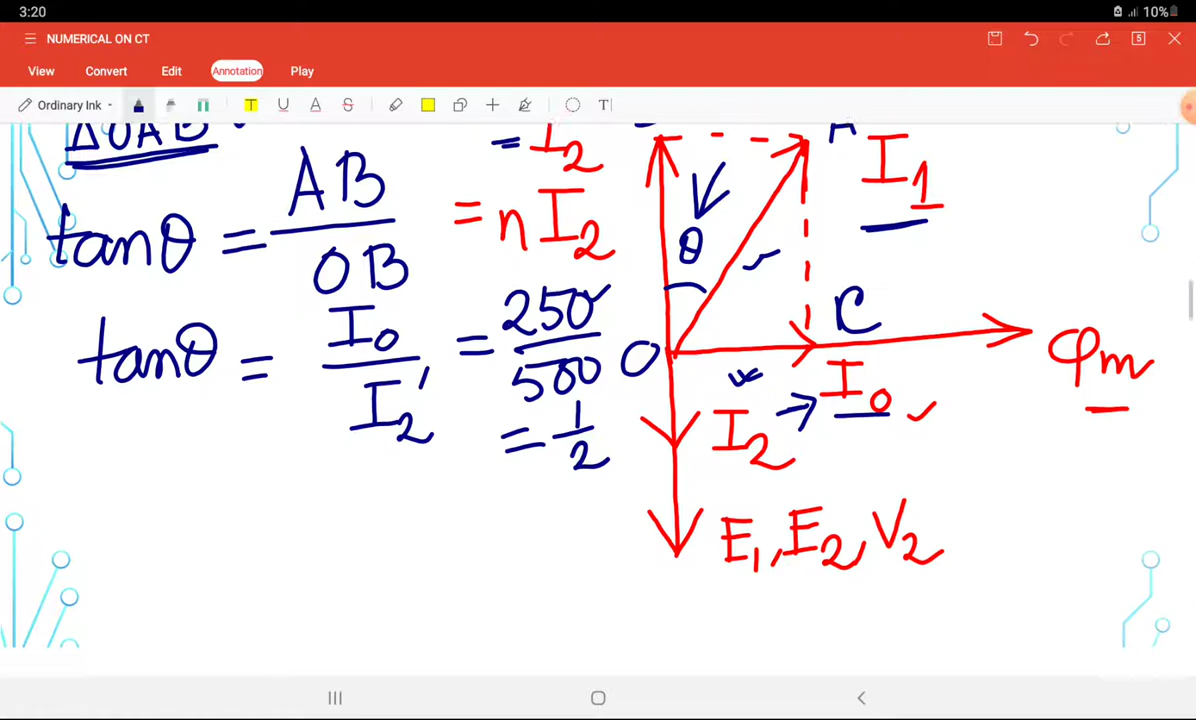 3:20
10%
NUMERICAL ON CT
5
View Convert Edit Annotation Play
Ordinary Ink
ΔOAB
tanθ = AB / OB
= I2
= nI2
tanθ = I0 / I2' = 250 / 500
= 1 / 2
A
I1
θ
C
O
φm
I0
I2
E1, E2, V2